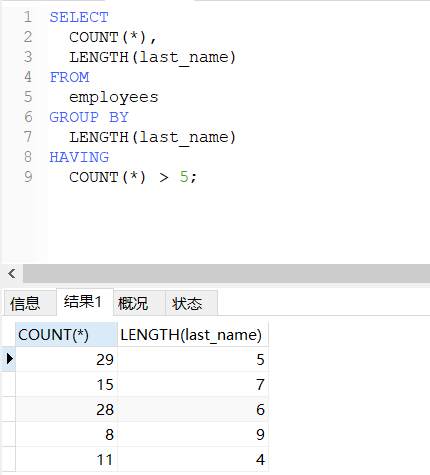 1 SELECT
2   COUNT(*),
3   LENGTH(last_name)
4 FROM
5   employees
6 GROUP BY
7   LENGTH(last_name)
8 HAVING
9   COUNT(*) > 5;
信息 结果1 概况 状态
COUNT(*) LENGTH(last_name)
29 5
15 7
28 6
8 9
11 4